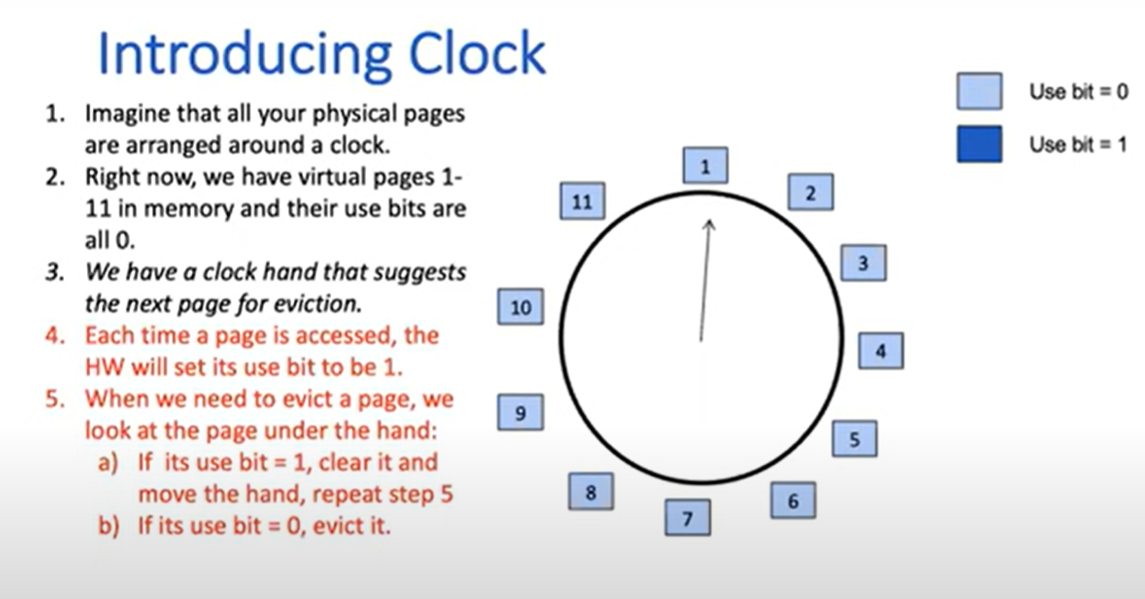 Introducing Clock
1. Imagine that all your physical pages
are arranged around a clock.
2. Right now, we have virtual pages 1-
11 in memory and their use bits are
all 0.
3. We have a clock hand that suggests
the next page for eviction.
4. Each time a page is accessed, the
HW will set its use bit to be 1.
5. When we need to evict a page, we
look at the page under the hand:
a) If its use bit = 1, clear it and
move the hand, repeat step 5
b) If its use bit = 0, evict it.
Use bit = 0
Use bit = 1
1
2
3
4
5
6
7
8
9
10
11